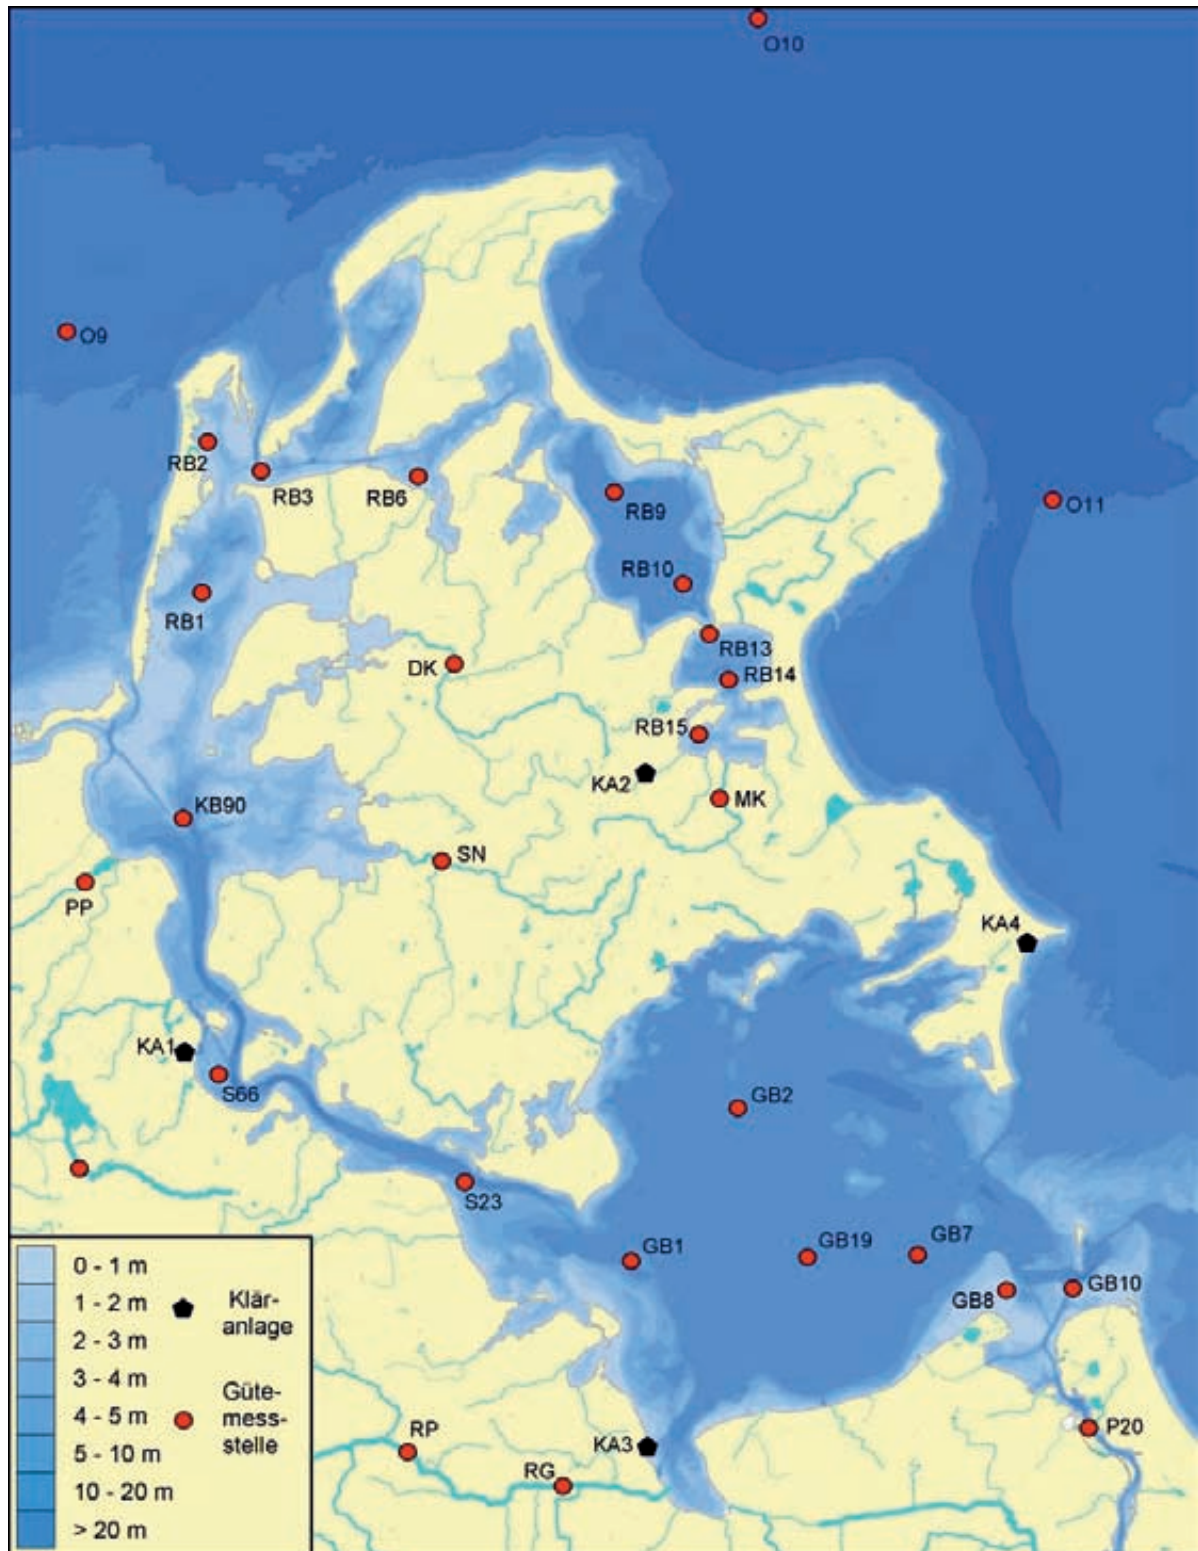 O10
O9
RB2
RB3
RB6
RB9
O11
RB10
RB1
RB13
DK
RB14
RB15
KA2
MK
KB90
SN
PP
KA4
KA1
S66
GB2
S23
GB1
GB19
GB7
GB8
GB10
P20
RP
KA3
RG
0 - 1 m
1 - 2 m
2 - 3 m
3 - 4 m
4 - 5 m
5 - 10 m
10 - 20 m
> 20 m
Klär-
anlage
Güte-
mess-
stelle